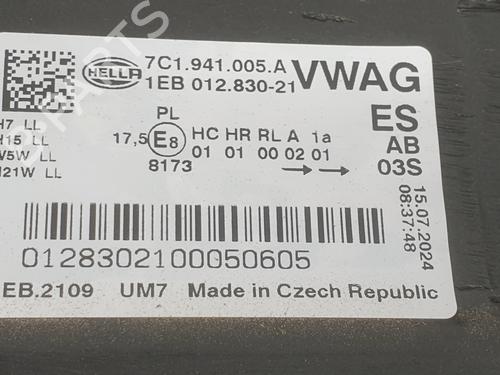 HELLA
7C1.941.005.A
1EB 012.830-21
VWAG
ES
AB
03S
H7 LL
H15 LL
W5W LL
H21W LL
PL
17,5 E8
8173
HC HR RL A 1a
01 01 00 02 01
15.07.2024
08:37:48
0128302100050605
EB.2109 UM7 Made in Czech Republic